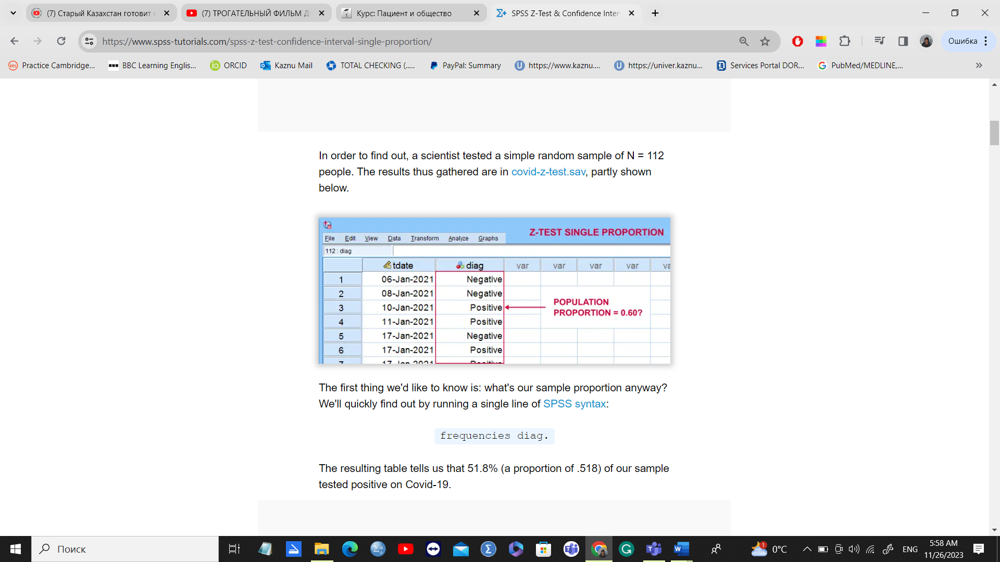 (7) Старый Казахстан готовит
(7) ТРОГАТЕЛЬНЫЙ ФИЛЬМ
Курс: Пациент и общество
SPSS Z-Test & Confidence Inter
https://www.spss-tutorials.com/spss-z-test-confidence-interval-single-proportion/
Ошибка
Practice Cambridge...
BBC Learning Englis...
ORCID
Kaznu Mail
TOTAL CHECKING (.....
PayPal: Summary
https://www.kaznu....
https://univer.kaznu...
Services Portal DOR...
PubMed/MEDLINE,...
In order to find out, a scientist tested a simple random sample of N = 112
people. The results thus gathered are in covid-z-test.sav, partly shown
below.
Z-TEST SINGLE PROPORTION
File Edit View Data Transform Analyze Graphs
112 : diag
tdate diag var var var var va
1 06-Jan-2021 Negative
2 08-Jan-2021 Negative
3 10-Jan-2021 Positive
4 11-Jan-2021 Positive
5 17-Jan-2021 Negative
6 17-Jan-2021 Positive
7 17-Jan-2021 Positive
POPULATION
PROPORTION = 0.60?
The first thing we'd like to know is: what's our sample proportion anyway?
We'll quickly find out by running a single line of SPSS syntax:
frequencies diag.
The resulting table tells us that 51.8% (a proportion of .518) of our sample
tested positive on Covid-19.
Поиск
1
0°C
ENG
5:58 AM
11/26/2023